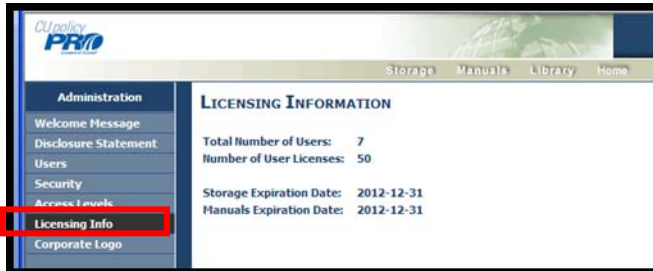 CU policy
PRO
Storage Manuals Library Home
Administration
Welcome Message
Disclosure Statement
Users
Security
Access Levels
Licensing Info
Corporate Logo
LICENSING INFORMATION
Total Number of Users: 7
Number of User Licenses: 50
Storage Expiration Date: 2012-12-31
Manuals Expiration Date: 2012-12-31